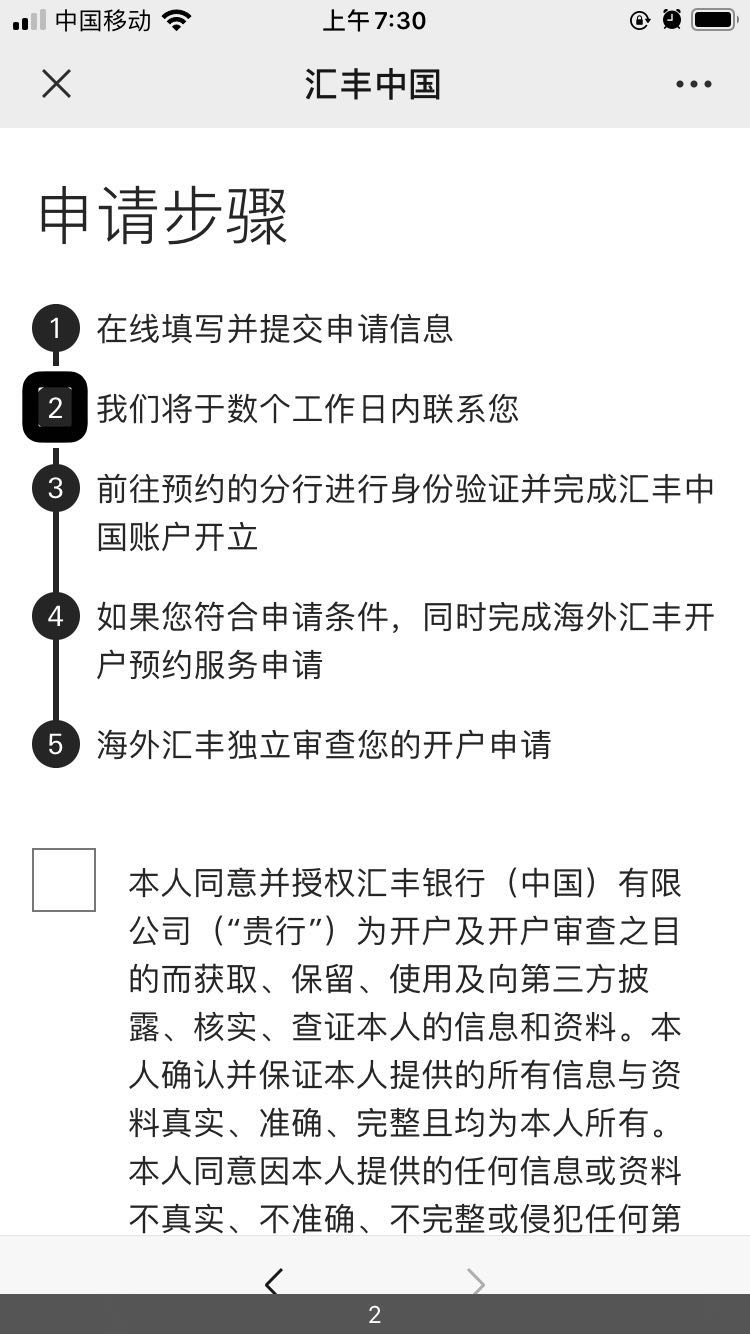 中国移动
上午7:30
汇丰中国
申请步骤
1 在线填写并提交申请信息
2 我们将于数个工作日内联系您
3 前往预约的分行进行身份验证并完成汇丰中
国账户开立
4 如果您符合申请条件，同时完成海外汇丰开
户预约服务申请
5 海外汇丰独立审查您的开户申请
本人同意并授权汇丰银行（中国）有限
公司（“贵行”）为开户及开户审查之目
的而获取、保留、使用及向第三方披
露、核实、查证本人的信息和资料。本
人确认并保证本人提供的所有信息与资
料真实、准确、完整且均为本人所有。
本人同意因本人提供的任何信息或资料
不真实、不准确、不完整或侵犯任何第
2